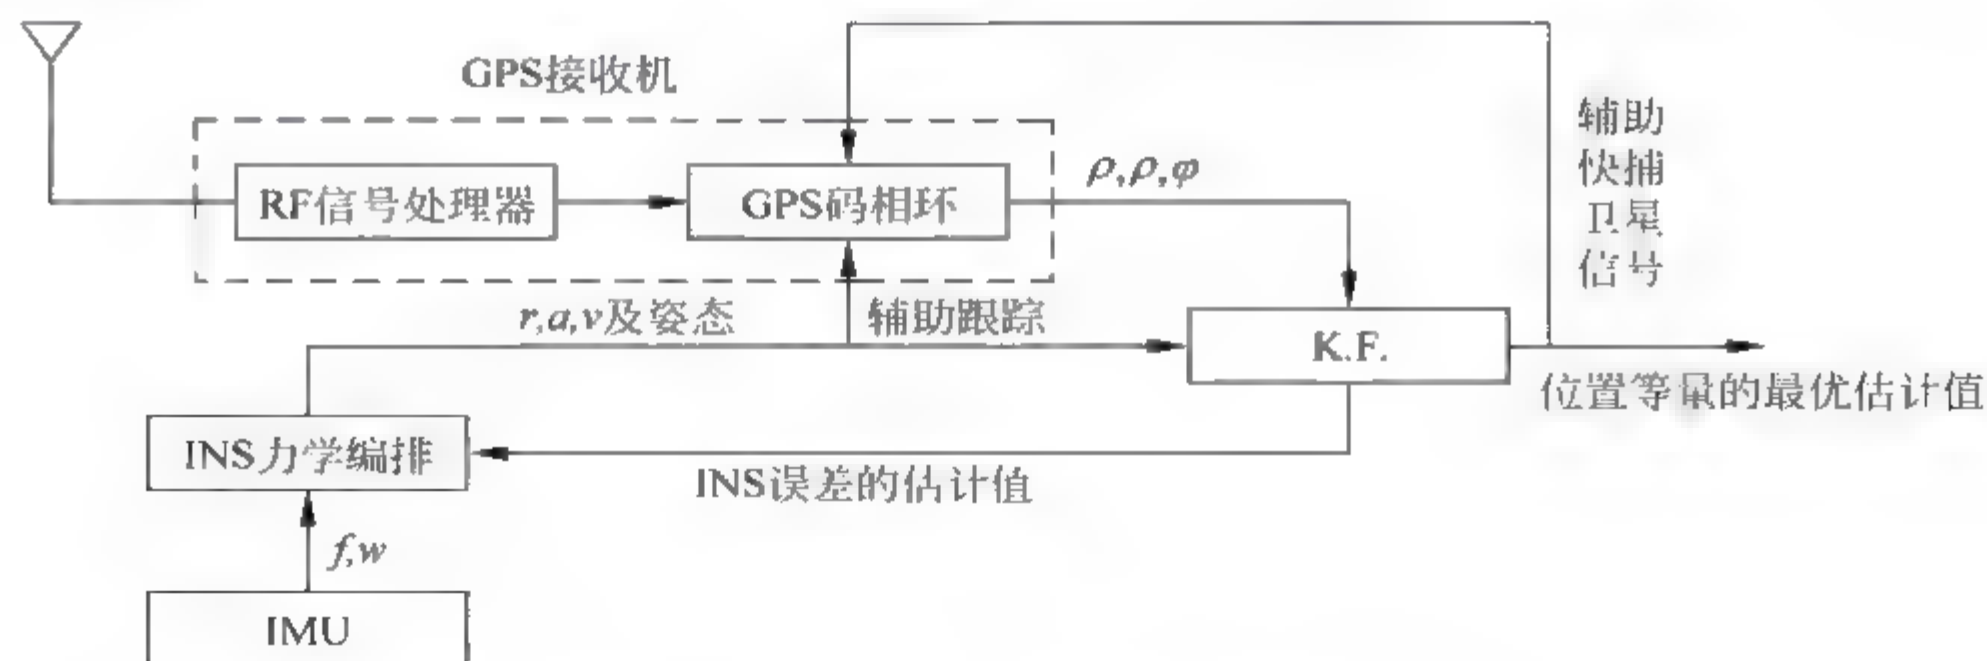 GPS接收机
RF信号处理器
GPS码相环
ρ,ρ,φ
辅助
快捕
卫星
信号
r,a,v及姿态
辅助跟踪
K.F.
位置等量的最优估计值
INS力学编排
INS误差的估计值
f,w
IMU